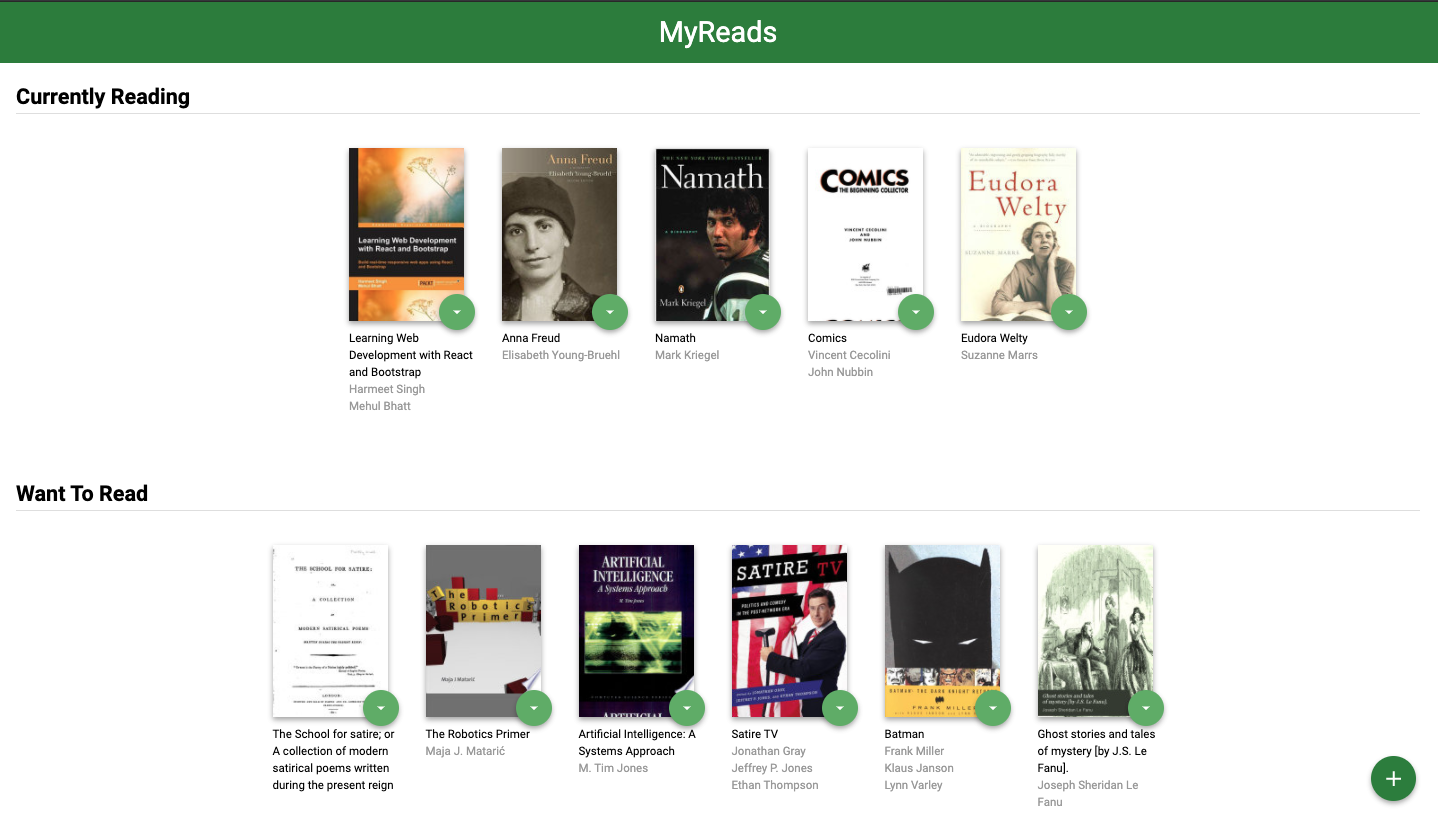 MyReads
Currently Reading
Learning Web Development
with React and Bootstrap
Build real-time responsive web apps using React
and Bootstrap
Harmeet Singh
Mehul Bhatt
PACKT
Learning Web
Development with React
and Bootstrap
Harmeet Singh
Mehul Bhatt
Anna Freud
Elisabeth Young-Bruehl
Anna Freud
Elisabeth Young-Bruehl
THE NEW YORK TIMES BESTSELLER
Namath
A BIOGRAPHY
Mark Kriegel
Namath
Mark Kriegel
COMICS
THE BEGINNING COLLECTOR
VINCENT CECOLINI
AND
JOHN NUBBIN
Comics
Vincent Cecolini
John Nubbin
Eudora
Welty
A BIOGRAPHY
SUZANNE MARRS
Eudora Welty
Suzanne Marrs
Want To Read
THE SCHOOL FOR SATIRE:
OR,
A COLLECTION
OF
MODERN SATIRICAL POEMS
WRITTEN DURING THE PRESENT REIGN
LONDON:
The School for satire; or
A collection of modern
satirical poems written
during the present reign
The
Robotics
Primer
Maja J Matarić
The Robotics Primer
Maja J. Matarić
ARTIFICIAL
INTELLIGENCE
A Systems Approach
M. Tim Jones
COMPUTER SCIENCE SERIES
ARTIFICIAL
Artificial Intelligence: A
Systems Approach
M. Tim Jones
SATIRE TV
POLITICS AND COMEDY
IN THE POST-NETWORK ERA
Satire TV
Jonathan Gray
Jeffrey P. Jones
Ethan Thompson
BATMAN: THE DARK KNIGHT
FRANK MILLER
Batman
Frank Miller
Klaus Janson
Lynn Varley
Ghost stories and tales
of mystery [by J.S. Le Fanu].
Joseph Sheridan Le Fanu
Ghost stories and tales
of mystery [by J.S. Le
Fanu].
Joseph Sheridan Le
Fanu